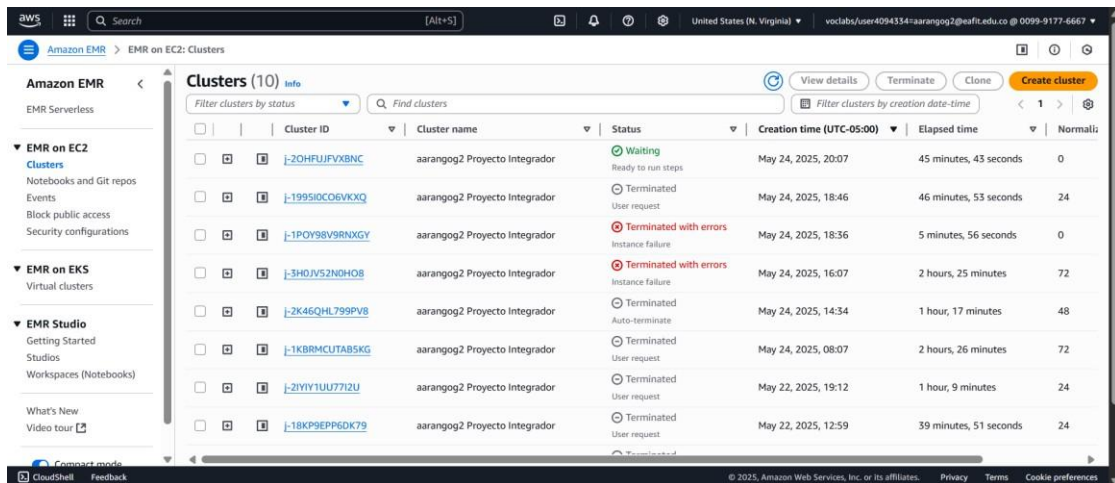 aws
Search
[Alt+S]
United States (N. Virginia) ▼
voclabs/user4094334=aarangog2@eafit.edu.co @ 0099-9177-6667 ▼
Amazon EMR > EMR on EC2: Clusters
Amazon EMR
EMR Serverless
▼ EMR on EC2
Clusters
Notebooks and Git repos
Events
Block public access
Security configurations
▼ EMR on EKS
Virtual clusters
▼ EMR Studio
Getting Started
Studios
Workspaces (Notebooks)
What's New
Video tour
Compact mode
Clusters (10) Info
View details
Terminate
Clone
Create cluster
Filter clusters by status
Find clusters
Filter clusters by creation date-time
< 1 >
Cluster ID | Cluster name | Status | Creation time (UTC-05:00) | Elapsed time | Normaliz
j-2OHFUJFVXBNC aarangog2 Proyecto Integrador Waiting May 24, 2025, 20:07 45 minutes, 43 seconds 0
Ready to run steps
j-1995I0CO6VKXQ aarangog2 Proyecto Integrador Terminated May 24, 2025, 18:46 46 minutes, 53 seconds 24
User request
j-1POY98V9RNXGY aarangog2 Proyecto Integrador Terminated with errors May 24, 2025, 18:36 5 minutes, 56 seconds 0
Instance failure
j-3H0JV52N0HO8 aarangog2 Proyecto Integrador Terminated with errors May 24, 2025, 16:07 2 hours, 25 minutes 72
Instance failure
j-2K46QHL799PV8 aarangog2 Proyecto Integrador Terminated May 24, 2025, 14:34 1 hour, 17 minutes 48
Auto-terminate
j-1KBRMCUTAB5KG aarangog2 Proyecto Integrador Terminated May 24, 2025, 08:07 2 hours, 26 minutes 72
User request
j-2IYIY1UU77I2U aarangog2 Proyecto Integrador Terminated May 22, 2025, 19:12 1 hour, 9 minutes 24
User request
j-18KP9EPP6DK79 aarangog2 Proyecto Integrador Terminated May 22, 2025, 12:59 39 minutes, 51 seconds 24
User request
CloudShell Feedback
© 2025, Amazon Web Services, Inc. or its affiliates. Privacy Terms Cookie preferences